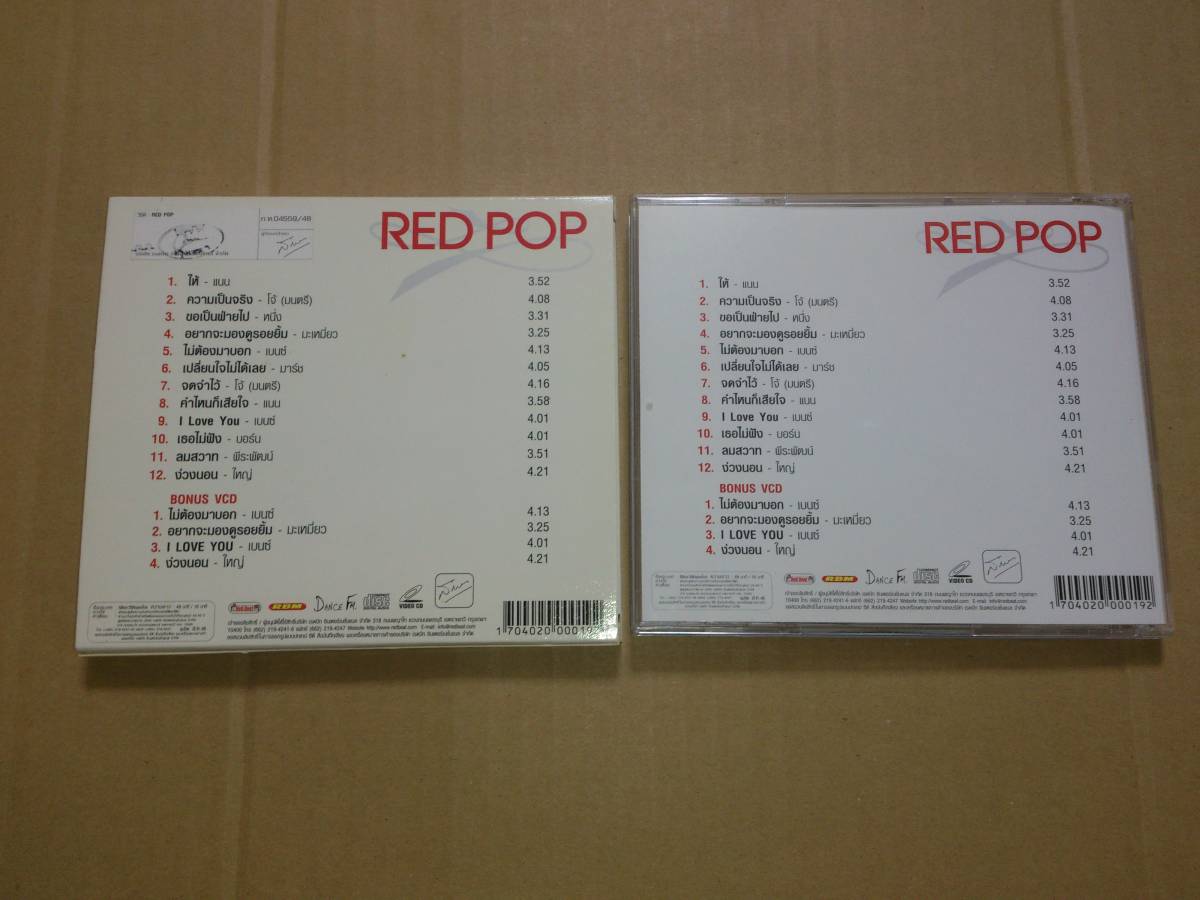 RED POP
ท.ท.04559/48
RED POP
1. ให้ - แนน 3.52
2. ความเป็นจริง - โจ้ (มนตรี) 4.08
3. ขอเป็นฝ่ายไป - หนึ่ง 3.31
4. อยากจะมองดูรอยยิ้ม - มะเหมี่ยว 3.25
5. ไม่ต้องมาบอก - เบนซ์ 4.13
6. เปลี่ยนใจไม่ได้เลย - มาร์ช 4.05
7. จดจำไว้ - โจ้ (มนตรี) 4.16
8. คำไหนก็เสียใจ - แนน 3.58
9. I Love You - เบนซ์ 4.01
10. เธอไม่ฟัง - บอร์น 4.01
11. ลมสวาท - พีระพัฒน์ 3.51
12. ง่วงนอน - ใหญ่ 4.21
BONUS VCD
1. ไม่ต้องมาบอก - เบนซ์ 4.13
2. อยากจะมองดูรอยยิ้ม - มะเหมี่ยว 3.25
3. I LOVE YOU - เบนซ์ 4.01
4. ง่วงนอน - ใหญ่ 4.21
RBM
DANCE FM.
DISC
VIDEO CD
1 704020 00019
RED POP
1. ให้ - แนน 3.52
2. ความเป็นจริง - โจ้ (มนตรี) 4.08
3. ขอเป็นฝ่ายไป - หนึ่ง 3.31
4. อยากจะมองดูรอยยิ้ม - มะเหมี่ยว 3.25
5. ไม่ต้องมาบอก - เบนซ์ 4.13
6. เปลี่ยนใจไม่ได้เลย - มาร์ช 4.05
7. จดจำไว้ - โจ้ (มนตรี) 4.16
8. คำไหนก็เสียใจ - แนน 3.58
9. I Love You - เบนซ์ 4.01
10. เธอไม่ฟัง - บอร์น 4.01
11. ลมสวาท - พีระพัฒน์ 3.51
12. ง่วงนอน - ใหญ่ 4.21
BONUS VCD
1. ไม่ต้องมาบอก - เบนซ์ 4.13
2. อยากจะมองดูรอยยิ้ม - มะเหมี่ยว 3.25
3. I LOVE YOU - เบนซ์ 4.01
4. ง่วงนอน - ใหญ่ 4.21
RBM
DANCE FM.
DISC
VIDEO CD
1 704020 000192